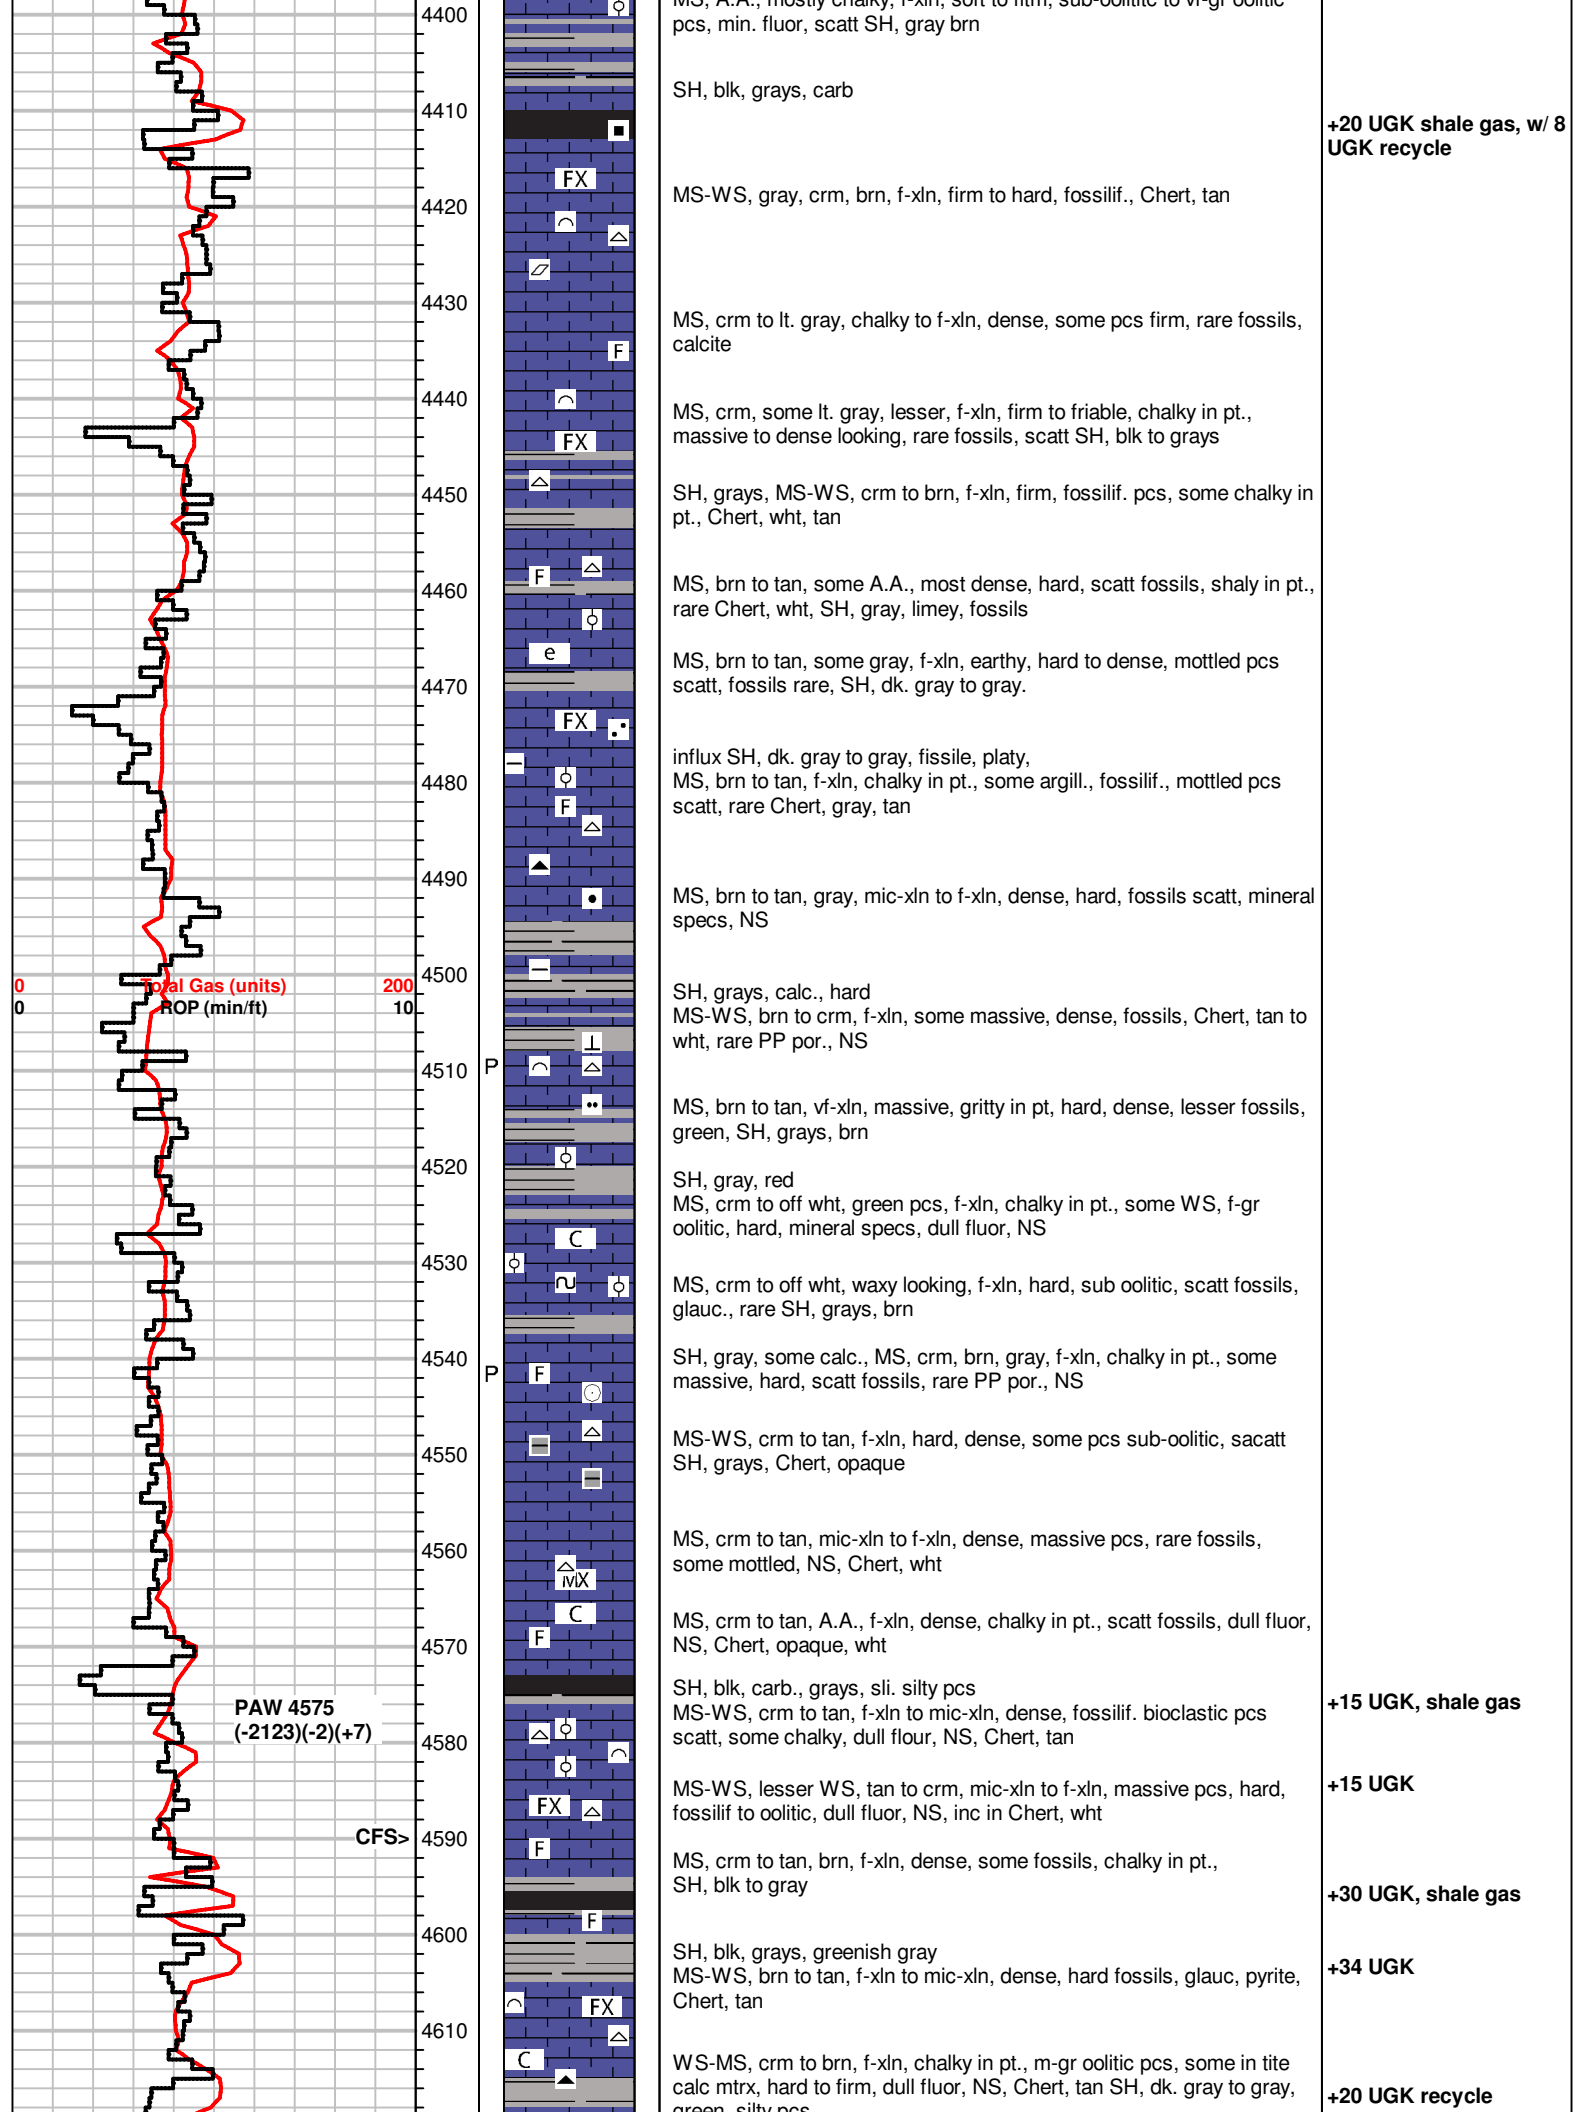 MS, A.A., mostly chalky, f-xln, soft to firm, sub-oolitic to vf-gr oolitic
4400
pcs, min. fluor, scatt SH, gray brn
SH, blk, grays, carb
4410
+20 UGK shale gas, w/ 8
UGK recycle
FX
MS-WS, gray, crm, brn, f-xln, firm to hard, fossilif., Chert, tan
4420
4430
MS, crm to lt. gray, chalky to f-xln, dense, some pcs firm, rare fossils,
calcite
F
4440
MS, crm, some lt. gray, lesser, f-xln, firm to friable, chalky in pt.,
massive to dense looking, rare fossils, scatt SH, blk to grays
FX
4450
SH, grays, MS-WS, crm to brn, f-xln, firm, fossilif. pcs, some chalky in
pt., Chert, wht, tan
F
4460
MS, brn to tan, some A.A., most dense, hard, scatt fossils, shaly in pt.,
rare Chert, wht, SH, gray, limey, fossils
e
MS, brn to tan, some gray, f-xln, earthy, hard to dense, mottled pcs
scatt, fossils rare, SH, dk. gray to gray.
4470
FX
influx SH, dk. gray to gray, fissile, platy,
4480
MS, brn to tan, f-xln, chalky in pt., some argill., fossilif., mottled pcs
scatt, rare Chert, gray, tan
F
4490
MS, brn to tan, gray, mic-xln to f-xln, dense, hard, fossils scatt, mineral
specs, NS
4500
0 Total Gas (units) 200
0 ROP (min/ft) 10
SH, grays, calc., hard
MS-WS, brn to crm, f-xln, some massive, dense, fossils, Chert, tan to
wht, rare PP por., NS
4510 P
MS, brn to tan, vf-xln, massive, gritty in pt, hard, dense, lesser fossils,
green, SH, grays, brn
4520
SH, gray, red
MS, crm to off wht, green pcs, f-xln, chalky in pt., some WS, f-gr
oolitic, hard, mineral specs, dull fluor, NS
C
4530
MS, crm to off wht, waxy looking, f-xln, hard, sub oolitic, scatt fossils,
glauc., rare SH, grays, brn
4540 P
F
SH, gray, some calc., MS, crm, brn, gray, f-xln, chalky in pt., some
massive, hard, scatt fossils, rare PP por., NS
4550
MS-WS, crm to tan, f-xln, hard, dense, some pcs sub-oolitic, sacatt
SH, grays, Chert, opaque
4560
MS, crm to tan, mic-xln to f-xln, dense, massive pcs, rare fossils,
some mottled, NS, Chert, wht
MX
C
F
4570
MS, crm to tan, A.A., f-xln, dense, chalky in pt., scatt fossils, dull fluor,
NS, Chert, opaque, wht
PAW 4575
(-2123)(-2)(+7)
SH, blk, carb., grays, sli. silty pcs
MS-WS, crm to tan, f-xln to mic-xln, dense, fossilif. bioclastic pcs
scatt, some chalky, dull flour, NS, Chert, tan
+15 UGK, shale gas
4580
+15 UGK
MS-WS, lesser WS, tan to crm, mic-xln to f-xln, massive pcs, hard,
fossilif to oolitic, dull fluor, NS, inc in Chert, wht
FX
CFS> 4590
F
MS, crm to tan, brn, f-xln, dense, some fossils, chalky in pt.,
SH, blk to gray
+30 UGK, shale gas
F
4600
SH, blk, grays, greenish gray
MS-WS, brn to tan, f-xln to mic-xln, dense, hard fossils, glauc, pyrite,
Chert, tan
+34 UGK
FX
4610
C
WS-MS, crm to brn, f-xln, chalky in pt., m-gr oolitic pcs, some in tite
calc mtrx, hard to firm, dull fluor, NS, Chert, tan SH, dk. gray to gray,
green, silty pcs
+20 UGK recycle